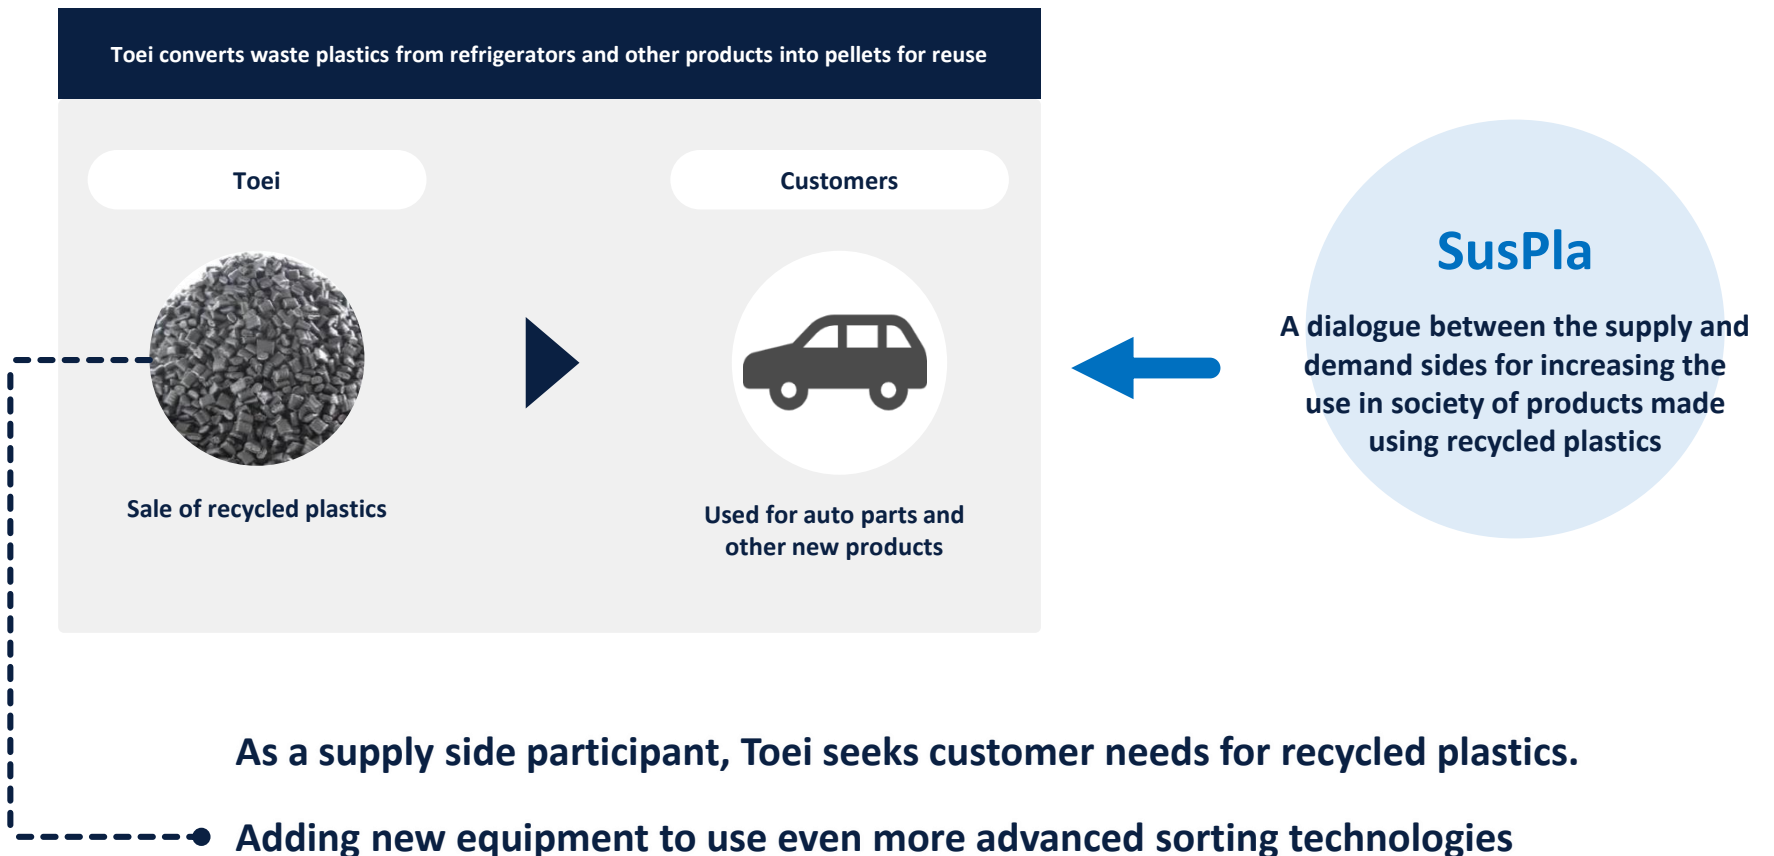 Toei converts waste plastics from refrigerators and other products into pellets for reuse
Toei
Customers
Sale of recycled plastics
Used for auto parts and
other new products
SusPla
A dialogue between the supply and
demand sides for increasing the
use in society of products made
using recycled plastics
As a supply side participant, Toei seeks customer needs for recycled plastics.
Adding new equipment to use even more advanced sorting technologies